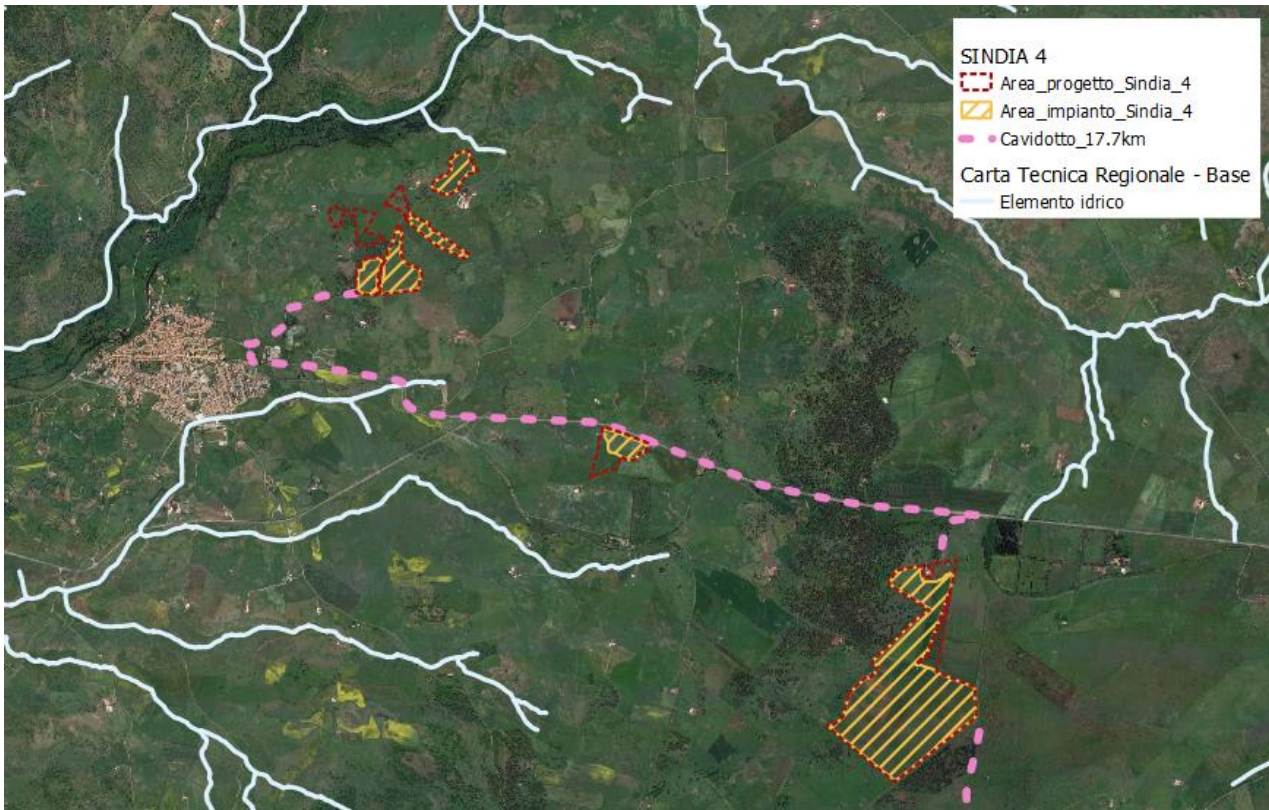 SINDIA 4
Area_progetto_Sindia_4
Area_impianto_Sindia_4
Cavidotto_17.7km
Carta Tecnica Regionale - Base
Elemento idrico